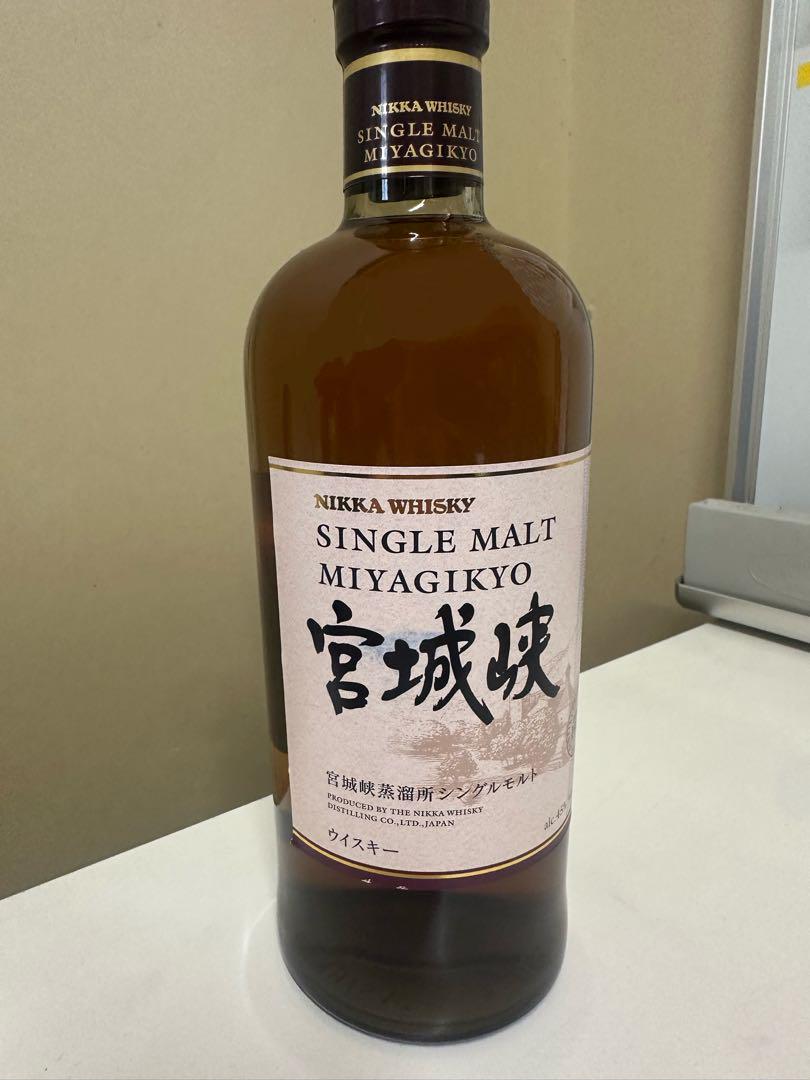 NIKKA WHISKY
SINGLE MALT
MIYAGIKYO
NIKKA WHISKY
SINGLE MALT
MIYAGIKYO
宮城峡
宮城峡蒸溜所シングルモルト
PRODUCED BY THE NIKKA WHISKY
DISTILLING CO.,LTD.,JAPAN
alc.45%
ウイスキー